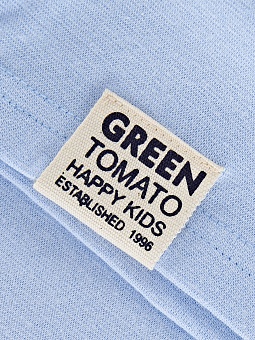 GREEN
TOMATO
HAPPY KIDS
ESTABLISHED 1996